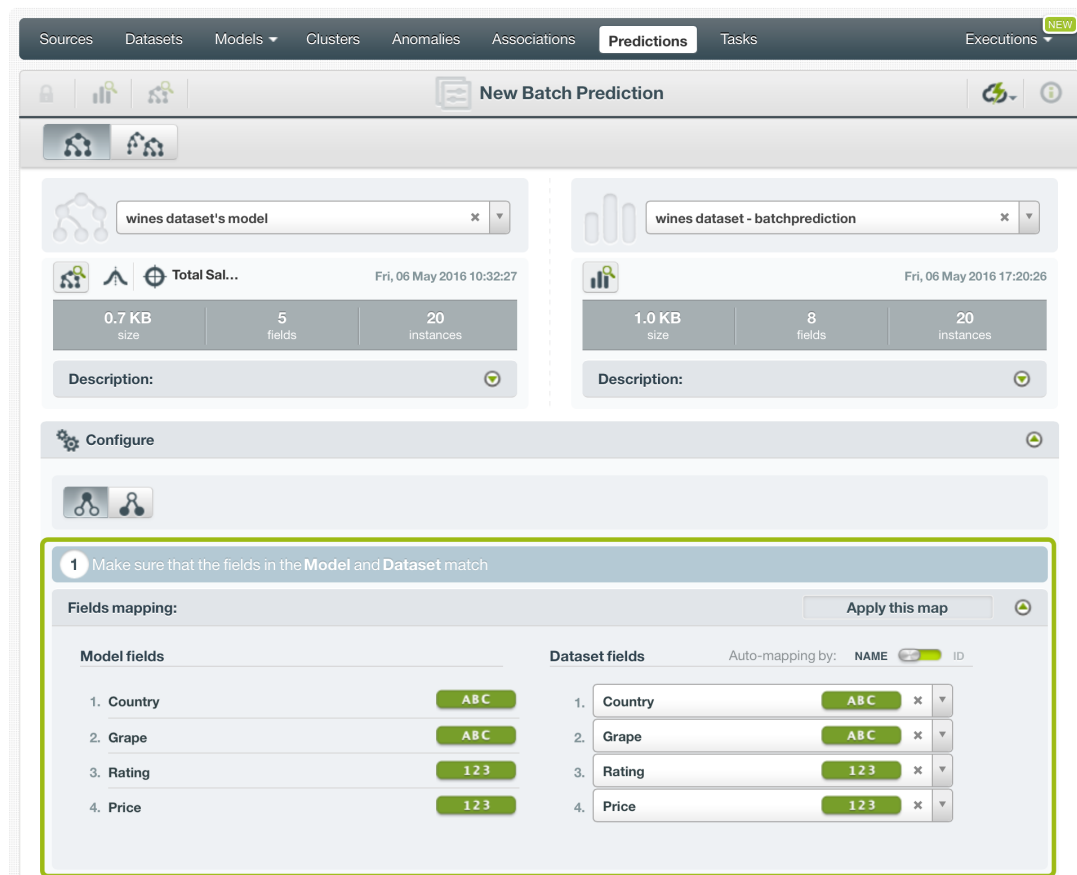 NEW
Sources Datasets Models Clusters Anomalies Associations Predictions Tasks Executions
New Batch Prediction
wines dataset's model
wines dataset - batchprediction
Total Sal... Fri, 06 May 2016 10:32:27
Fri, 06 May 2016 17:20:26
0.7 KB 5 20
size fields instances
1.0 KB 8 20
size fields instances
Description:
Description:
Configure
1 Make sure that the fields in the Model and Dataset match
Fields mapping: Apply this map
Model fields
Dataset fields Auto-mapping by: NAME ID
1. Country ABC
1. Country ABC
2. Grape ABC
2. Grape ABC
3. Rating 123
3. Rating 123
4. Price 123
4. Price 123